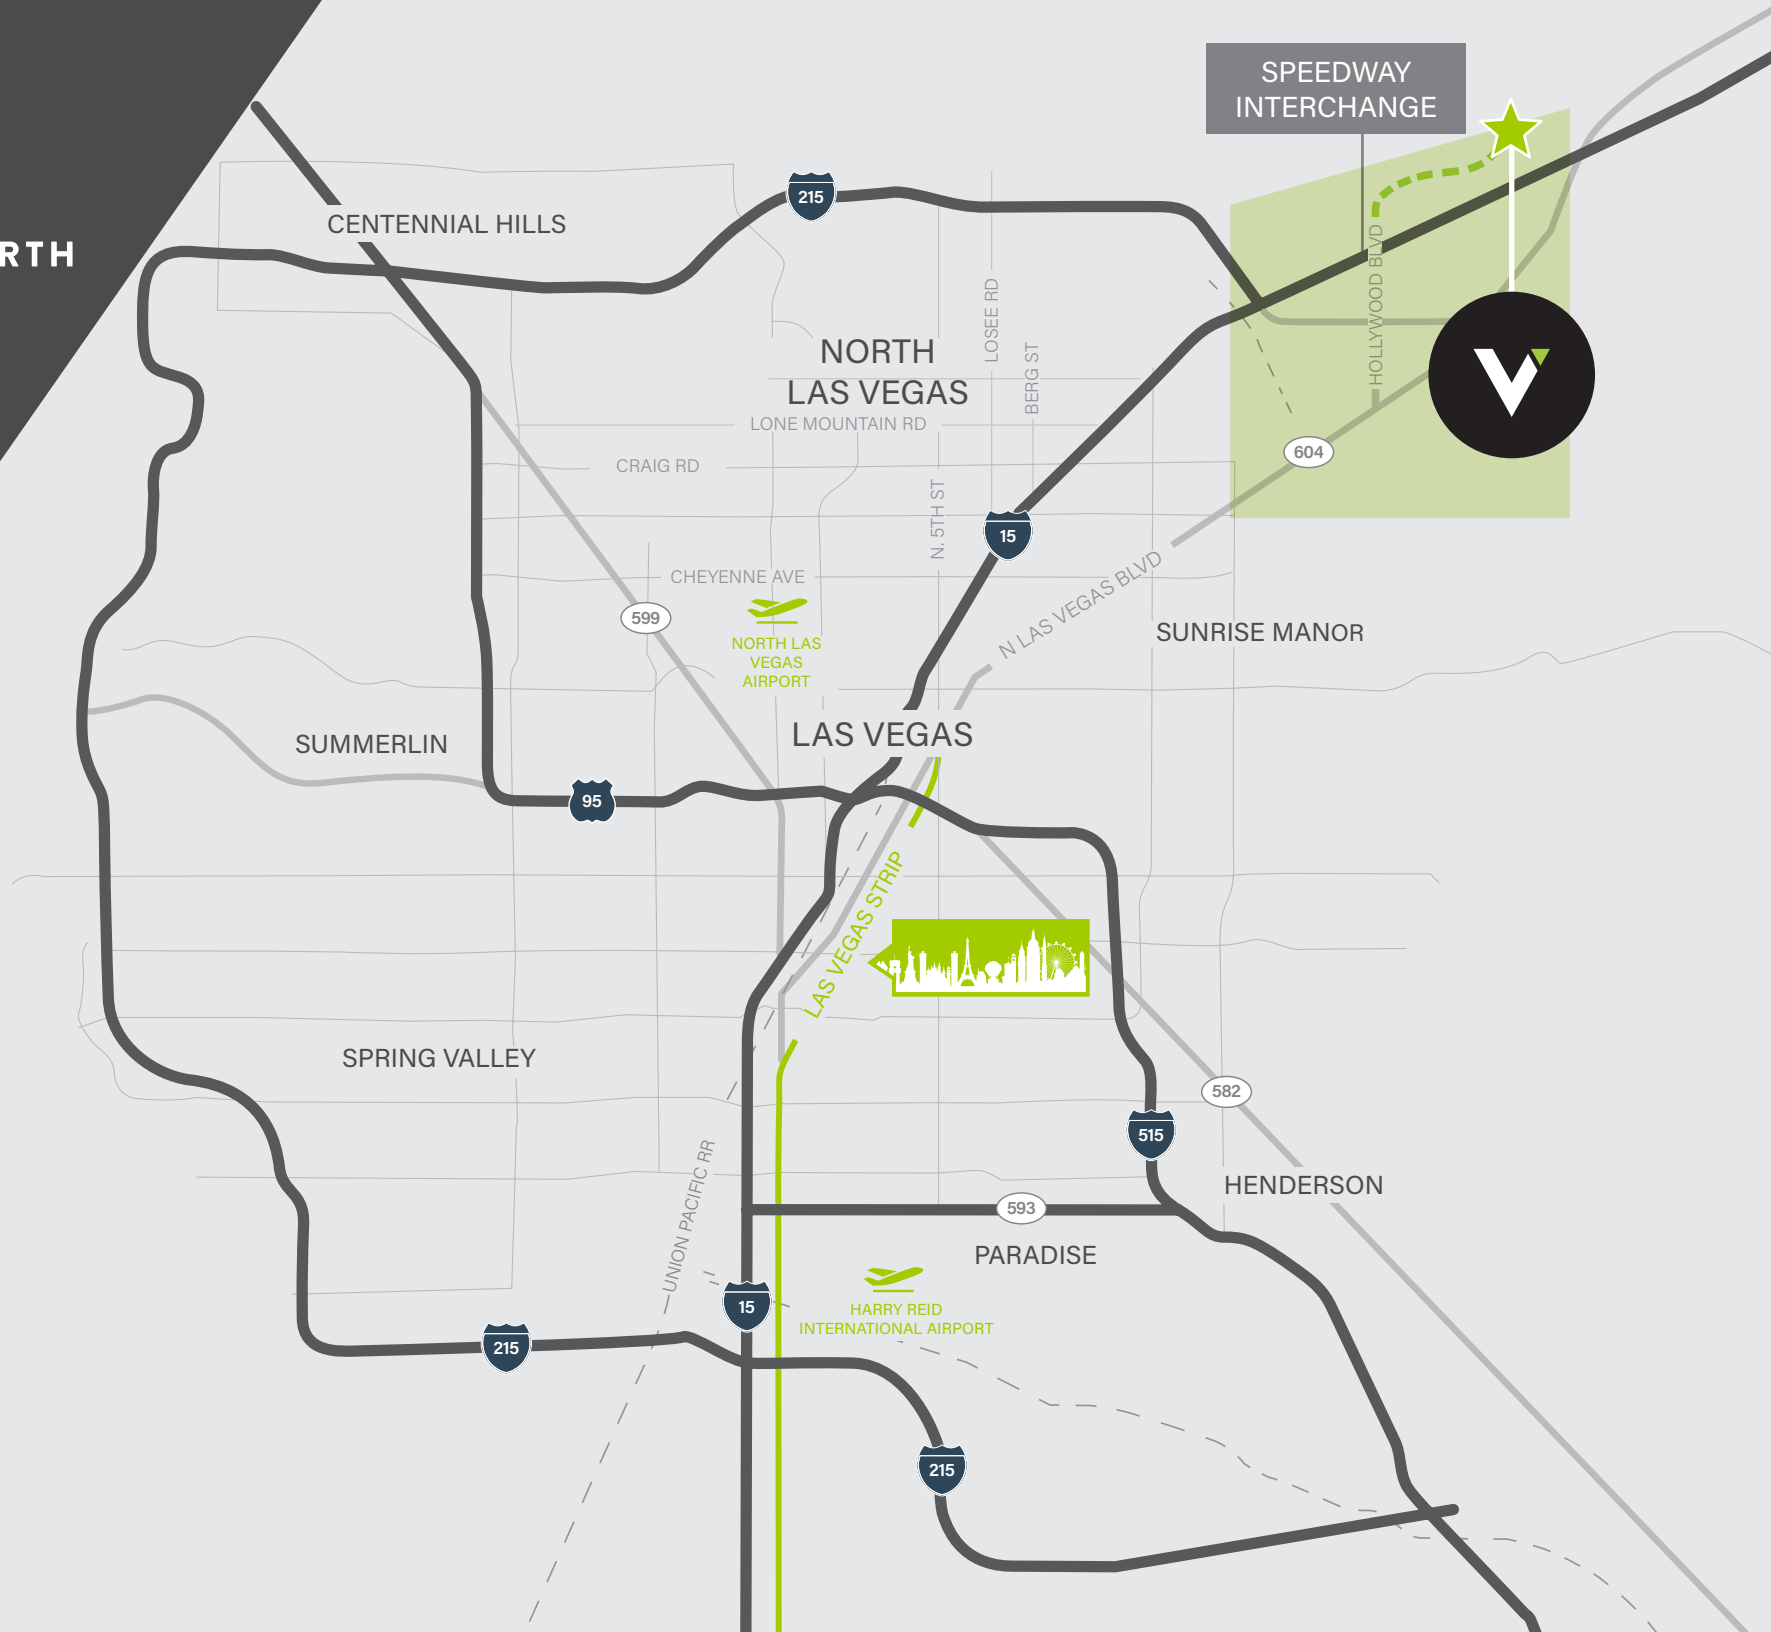 SPEEDWAY
INTERCHANGE
215
CENTENNIAL HILLS
RTH
HOLLYWOOD BLVD
LOSEE RD
NORTH
LAS VEGAS
BERG ST
LONE MOUNTAIN RD
604
CRAIG RD
N. 5TH ST
15
CHEYENNE AVE
N LAS VEGAS BLVD
599
SUNRISE MANOR
NORTH LAS
VEGAS
AIRPORT
LAS VEGAS
SUMMERLIN
95
LAS VEGAS STRIP
SPRING VALLEY
582
515
UNION PACIFIC RR
HENDERSON
593
PARADISE
15
HARRY REID
INTERNATIONAL AIRPORT
215
215